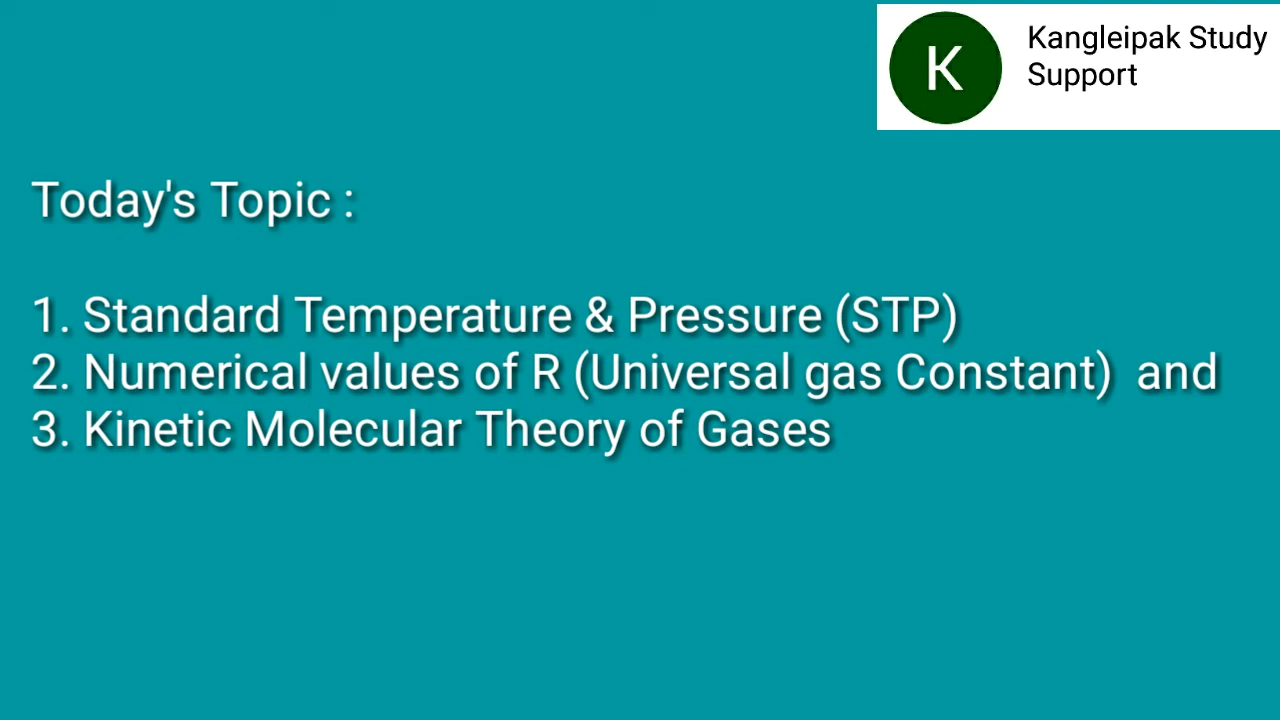 K
Kangleipak Study
Support
Today's Topic :
1. Standard Temperature & Pressure (STP)
2. Numerical values of R (Universal gas Constant)  and
3. Kinetic Molecular Theory of Gases